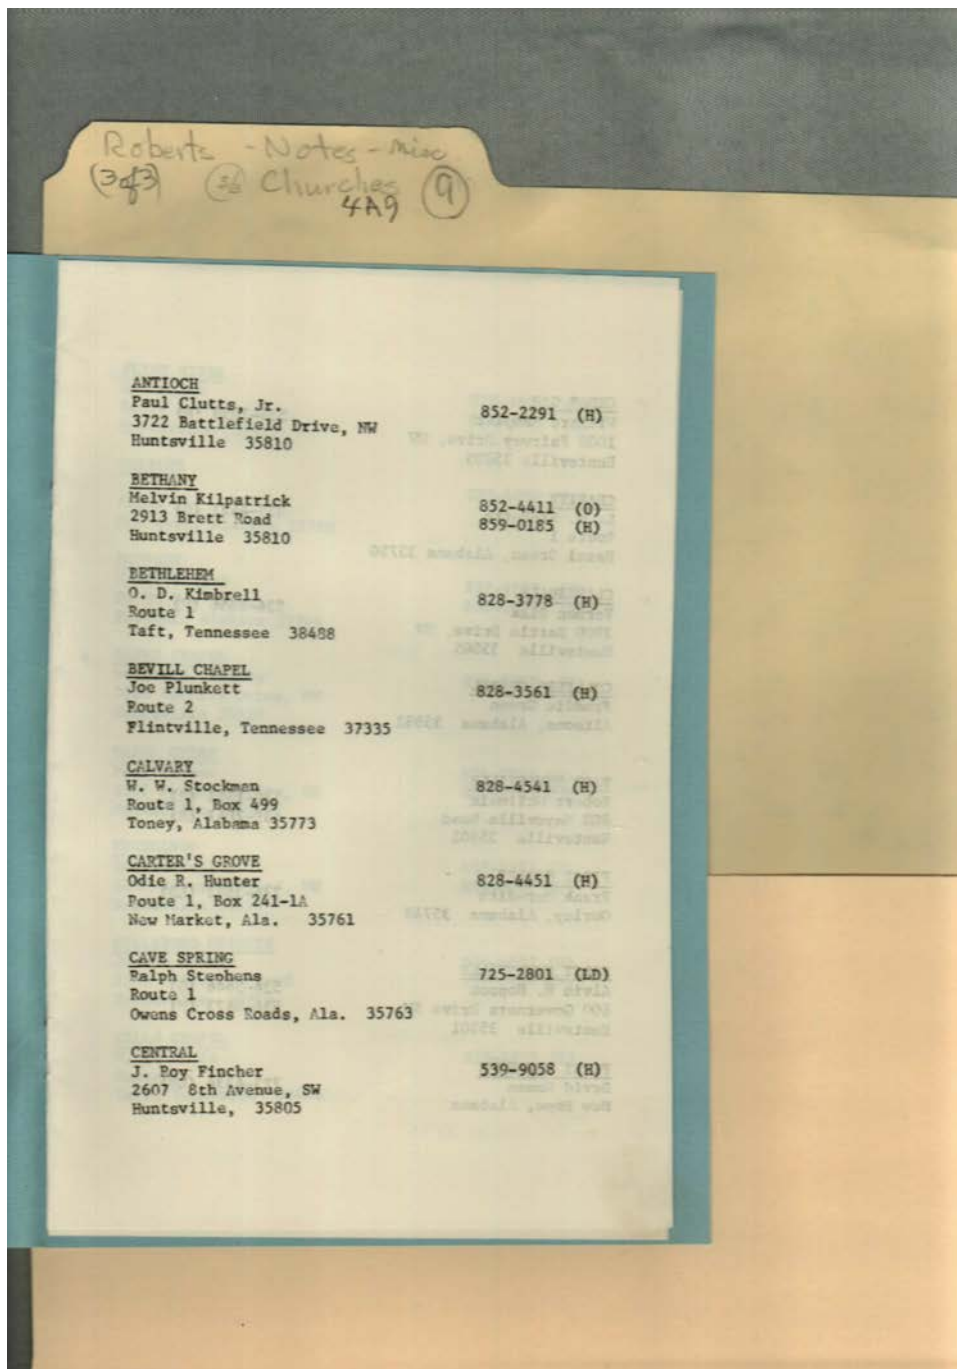 Roberts - Notes - misc
(3 of 3) 36 Churches 9
4A9
ANTIOCH
Paul Clutts, Jr. 852-2291 (H)
3722 Battlefield Drive, NW
Huntsville 35810
BETHANY
Melvin Kilpatrick 852-4411 (O)
2913 Brett Road 859-0185 (H)
Huntsville 35810
BETHLEHEM
O. D. Kimbrell 828-3778 (H)
Route 1
Taft, Tennessee 38488
BEVILL CHAPEL
Joe Plunkett 828-3561 (H)
Route 2
Flintville, Tennessee 37335
CALVARY
W. W. Stockman 828-4541 (H)
Route 1, Box 499
Toney, Alabama 35773
CARTER'S GROVE
Odie R. Hunter 828-4451 (H)
Route 1, Box 241-1A
New Market, Ala. 35761
CAVE SPRING
Ralph Stephens 725-2801 (LD)
Route 1
Owens Cross Roads, Ala. 35763
CENTRAL
J. Roy Fincher 539-9058 (H)
2607 8th Avenue, SW
Huntsville, 35805